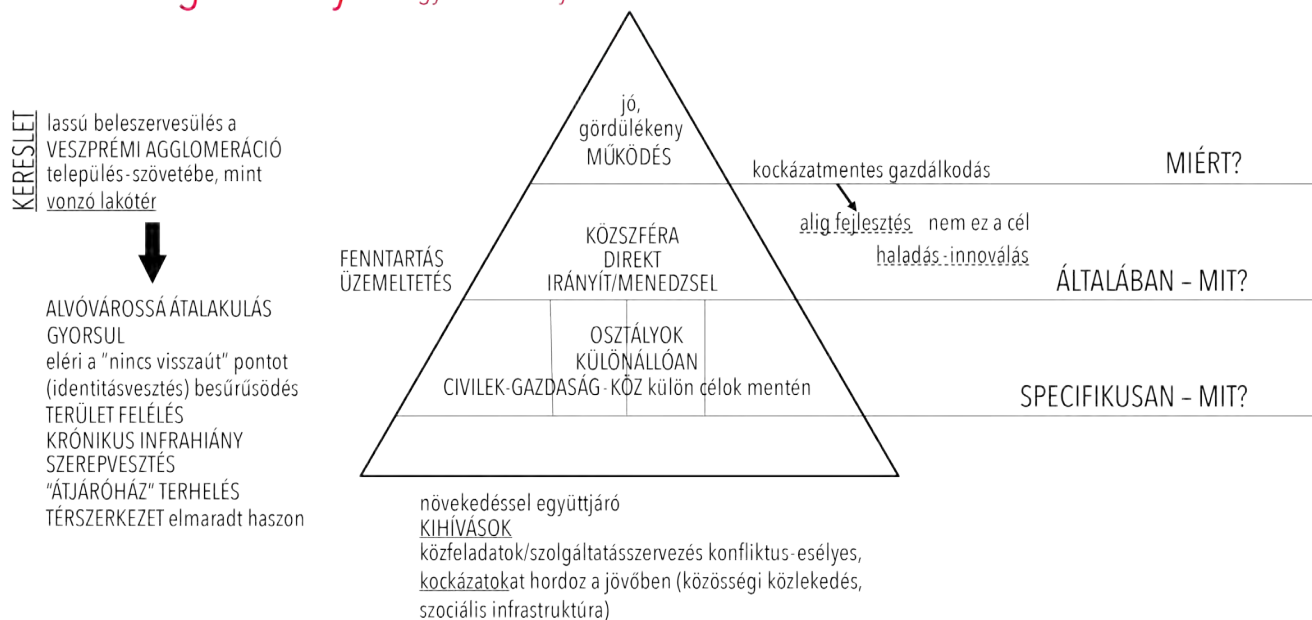 KERESLET
lassú beleszervesülés a
VESZPRÉMI AGGLOMERÁCIÓ
település-szövetébe, mint
vonzó lakótér
ALVÓVÁROSSÁ ÁTALAKULÁS
GYORSUL
eléri a "nincs visszaút" pontot
(identitásvesztés) besűrűsödés
TERÜLET FELÉLÉS
KRÓNIKUS INFRAHIÁNY
SZEREPVESZTÉS
"ÁTJÁRÓHÁZ" TERHELÉS
TÉRSZERKEZET elmaradt haszon
FENNTARTÁS
ÜZEMELTETÉS
jó,
gördülékeny
MŰKÖDÉS
KÖZSZFÉRA
DIREKT
IRÁNYÍT/MENEDZSEL
OSZTÁLYOK
KÜLÖNÁLLÓAN
CIVILEK-GAZDASÁG-KÖZ külön célok mentén
növekedéssel együttjáró
KIHÍVÁSOK
közfeladatok/szolgáltatásszervezés konfliktus-esélyes,
kockázatokat hordoz a jövőben (közösségi közlekedés,
szociális infrastruktúra)
kockázatmentes gazdálkodás
alig fejlesztés nem ez a cél
haladás-innoválás
MIÉRT?
ÁLTALÁBAN – MIT?
SPECIFIKUSAN – MIT?